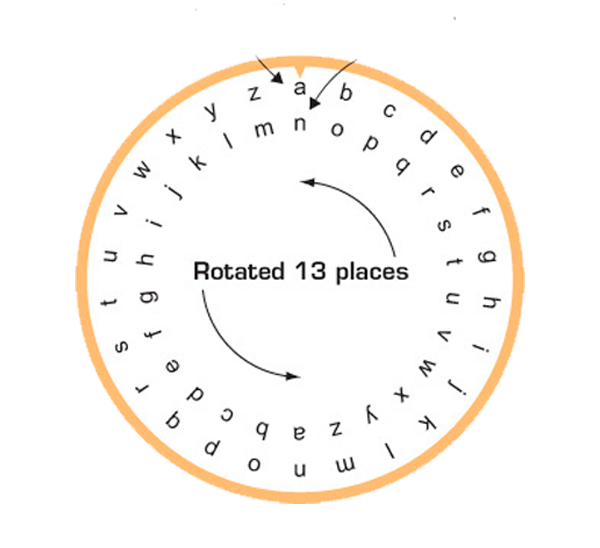 a b c d e f g h i j k l m n o p q r s t u v w x y z
n o p q r s t u v w x y z a b c d e f g h i j k l m
Rotated 13 places